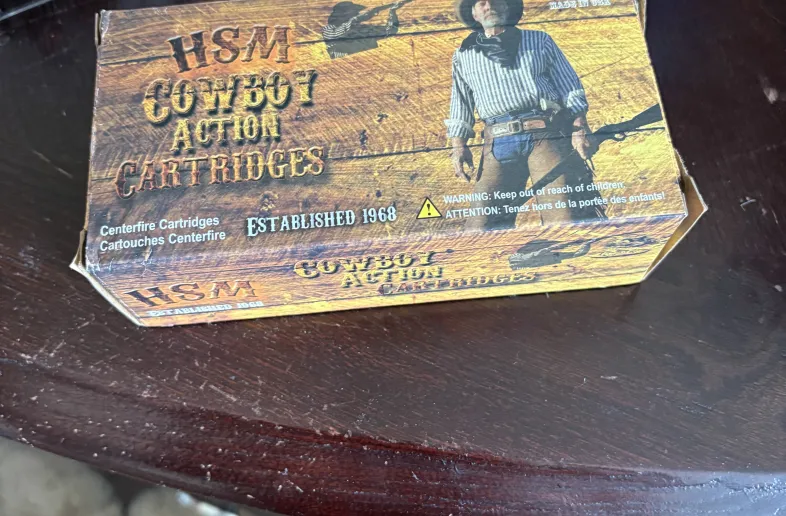 MADE IN USA
HSM
COWBOY
ACTION
CARTRIDGES
Centerfire Cartridges
Cartouches Centerfire
ESTABLISHED 1968
WARNING: Keep out of reach of children.
ATTENTION: Tenez hors de la portée des enfants!
HSM
ESTABLISHED 1968
COWBOY
ACTION
CARTRIDGES